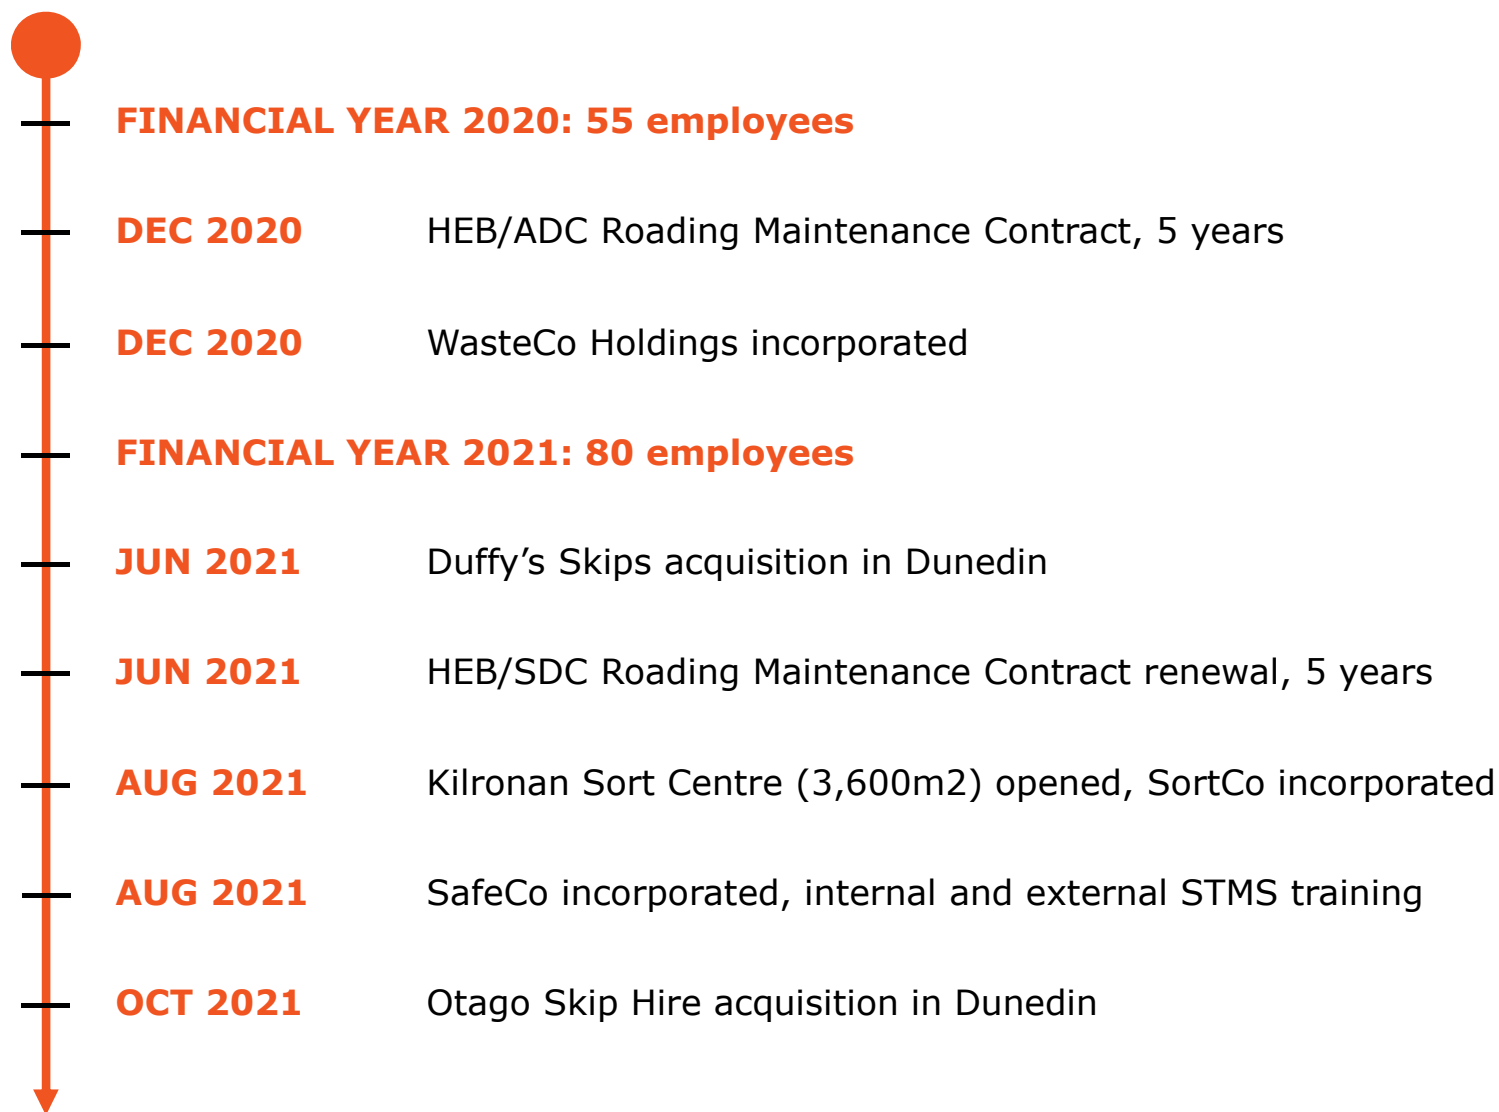 FINANCIAL YEAR 2020: 55 employees
DEC 2020 HEB/ADC Roading Maintenance Contract, 5 years
DEC 2020 WasteCo Holdings incorporated
FINANCIAL YEAR 2021: 80 employees
JUN 2021 Duffy’s Skips acquisition in Dunedin
JUN 2021 HEB/SDC Roading Maintenance Contract renewal, 5 years
AUG 2021 Kilronan Sort Centre (3,600m2) opened, SortCo incorporated
AUG 2021 SafeCo incorporated, internal and external STMS training
OCT 2021 Otago Skip Hire acquisition in Dunedin